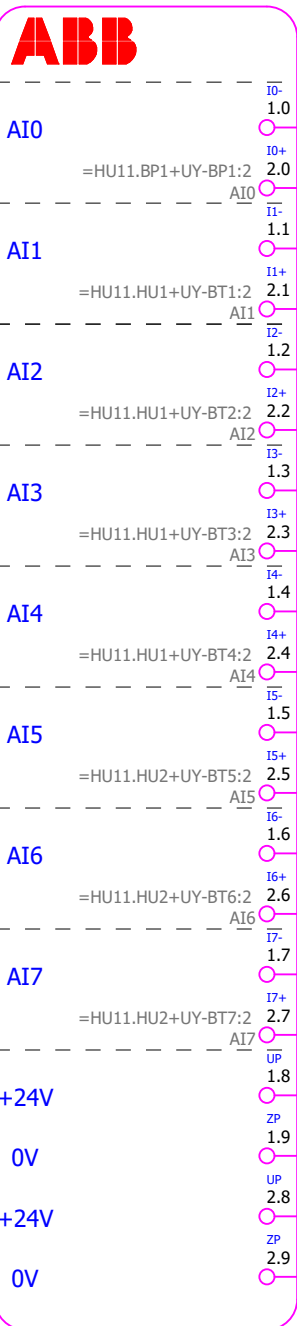 ABB
I0-
1.0
AI0
I0+
=HU11.BP1+UY-BP1:2 2.0
AI0
I1-
1.1
AI1
I1+
=HU11.HU1+UY-BT1:2 2.1
AI1
I2-
1.2
AI2
I2+
=HU11.HU1+UY-BT2:2 2.2
AI2
I3-
1.3
AI3
I3+
=HU11.HU1+UY-BT3:2 2.3
AI3
I4-
1.4
AI4
I4+
=HU11.HU1+UY-BT4:2 2.4
AI4
I5-
1.5
AI5
I5+
=HU11.HU2+UY-BT5:2 2.5
AI5
I6-
1.6
AI6
I6+
=HU11.HU2+UY-BT6:2 2.6
AI6
I7-
1.7
AI7
I7+
=HU11.HU2+UY-BT7:2 2.7
AI7
UP
1.8
+24V
ZP
1.9
0V
UP
2.8
+24V
ZP
2.9
0V